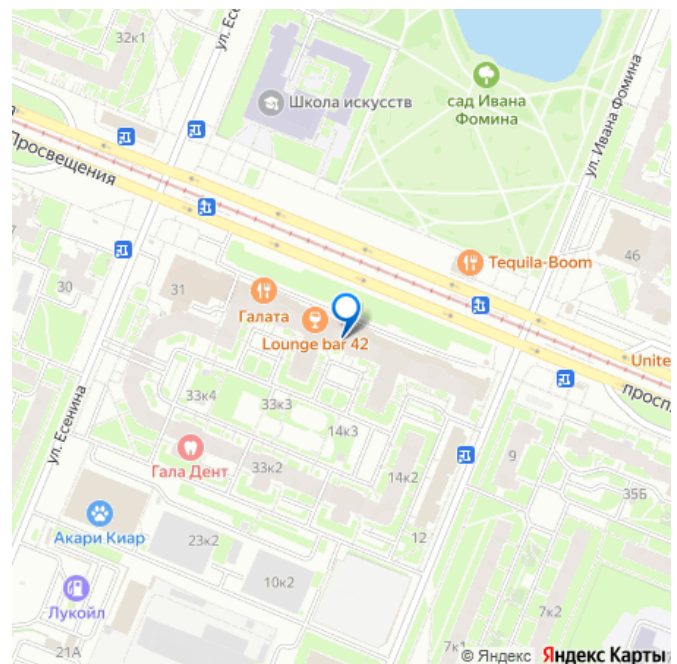 32к1
ул. Есенина
Школа искусств
сад Ивана
Фомина
ул. Ивана Фомина
Просвещения
Tequila-Boom
46
30
31
Галата
Lounge bar 42
Unite
просп.
ул. Есенина
33к4
33к3
14к3
Гала Дент
33к2
14к2
9
35Б
Акари Киар
23к2
12
10к2
Лукойл
7к2
21А
7к1
© Яндекс Яндекс Карты